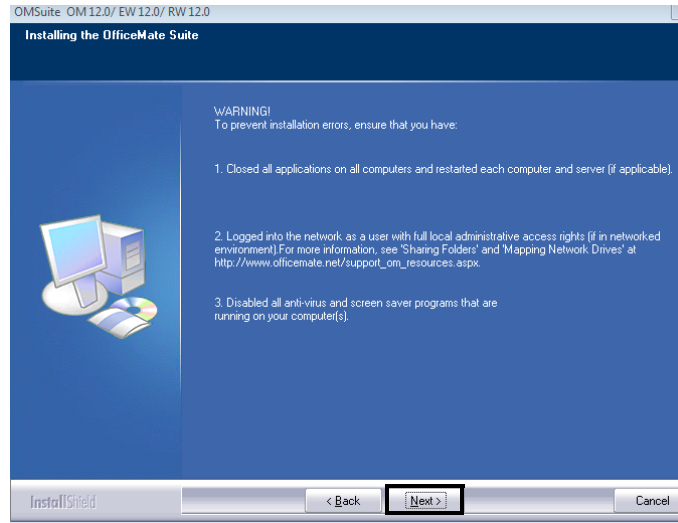 OMSuite OM 12.0/ EW 12.0/ RW 12.0
Installing the OfficeMate Suite
WARNING!
To prevent installation errors, ensure that you have:
1. Closed all applications on all computers and restarted each computer and server (if applicable).
2. Logged into the network as a user with full local administrative access rights (if in networked
environment).For more information, see 'Sharing Folders' and 'Mapping Network Drives' at
http://www.officemate.net/support_om_resources.aspx.
3. Disabled all anti-virus and screen saver programs that are
running on your computer(s).
InstallShield
< Back
Next >
Cancel